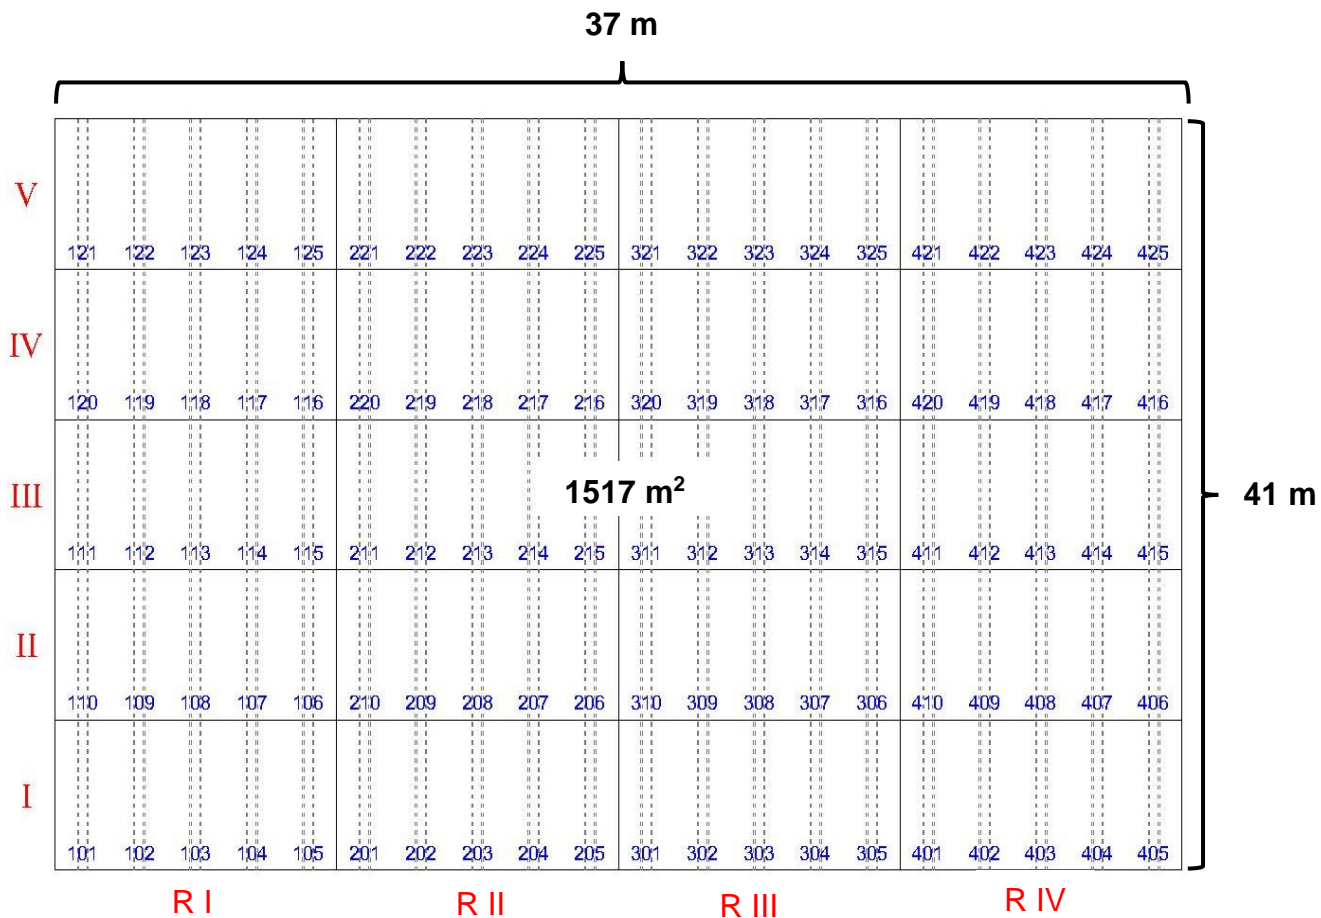 37 m
V
121 122 123 124 125 221 222 223 224 225 321 322 323 324 325 421 422 423 424 425
IV
120 119 118 117 116 220 219 218 217 216 320 319 318 317 316 420 419 418 417 416
III
1517 m²
41 m
111 112 113 114 115 211 212 213 214 215 311 312 313 314 315 411 412 413 414 415
II
110 109 108 107 106 210 209 208 207 206 310 309 308 307 306 410 409 408 407 406
I
101 102 103 104 105 201 202 203 204 205 301 302 303 304 305 401 402 403 404 405
R I R II R III R IV